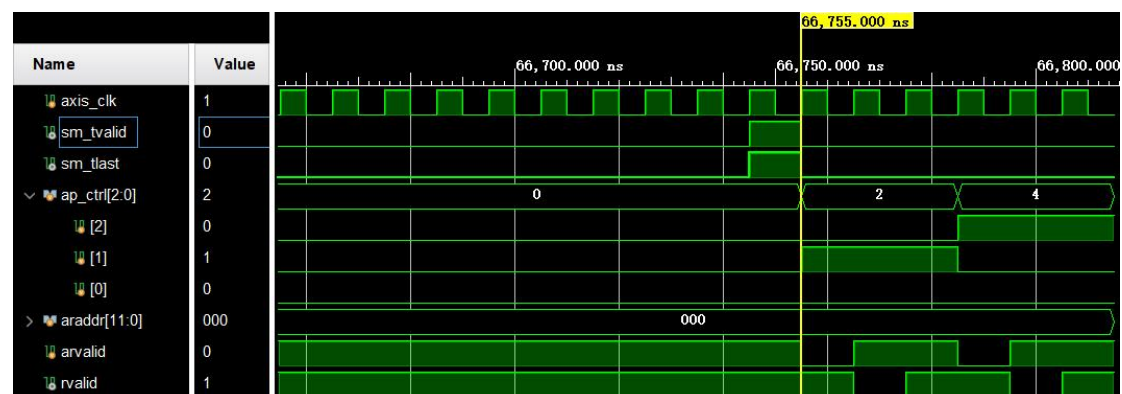 66,755.000 ns
Name Value
66,700.000 ns 66,750.000 ns 66,800.000
axis_clk 1
sm_tvalid 0
sm_tlast 0
ap_ctrl[2:0] 2 0 2 4
[2] 0
[1] 1
[0] 0
araddr[11:0] 000 000
arvalid 0
rvalid 1